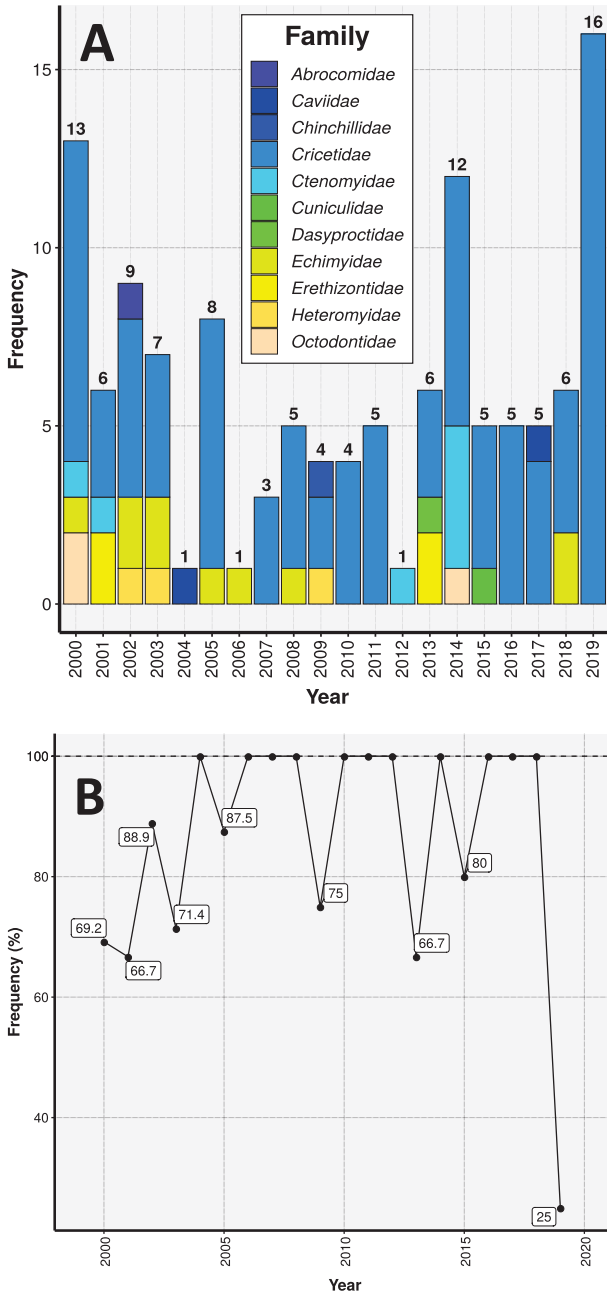 A
Family
Abrocomidae
Caviidae
Chinchillidae
Cricetidae
Ctenomyidae
Cuniculidae
Dasyproctidae
Echimyidae
Erethizontidae
Heteromyidae
Octodontidae
13 6 9 7 1 8 1 3 5 4 4 5 1 6 12 5 5 5 6 16
Frequency
15
10
5
0
2000 2001 2002 2003 2004 2005 2006 2007 2008 2009 2010 2011 2012 2013 2014 2015 2016 2017 2018 2019
Year
B
Frequency (%)
100
80
60
40
69.2
66.7
88.9
71.4
87.5
75
66.7
80
25
2000 2005 2010 2015 2020
Year